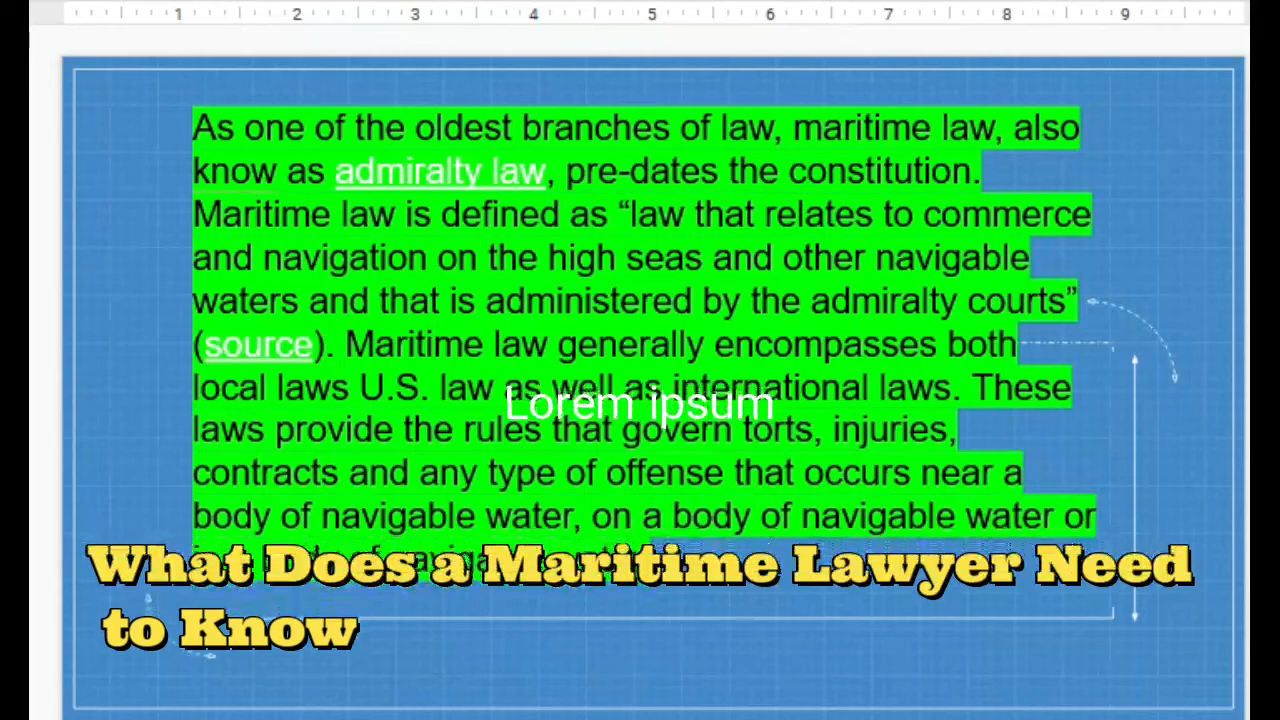 1 2 3 4 5 6 7 8 9
As one of the oldest branches of law, maritime law, also
know as admiralty law, pre-dates the constitution.
Maritime law is defined as “law that relates to commerce
and navigation on the high seas and other navigable
waters and that is administered by the admiralty courts”
(source). Maritime law generally encompasses both
local laws U.S. law as well as international laws. These
Lorem ipsum
laws provide the rules that govern torts, injuries,
contracts and any type of offense that occurs near a
body of navigable water, on a body of navigable water or
What Does a Maritime Lawyer Need
to Know